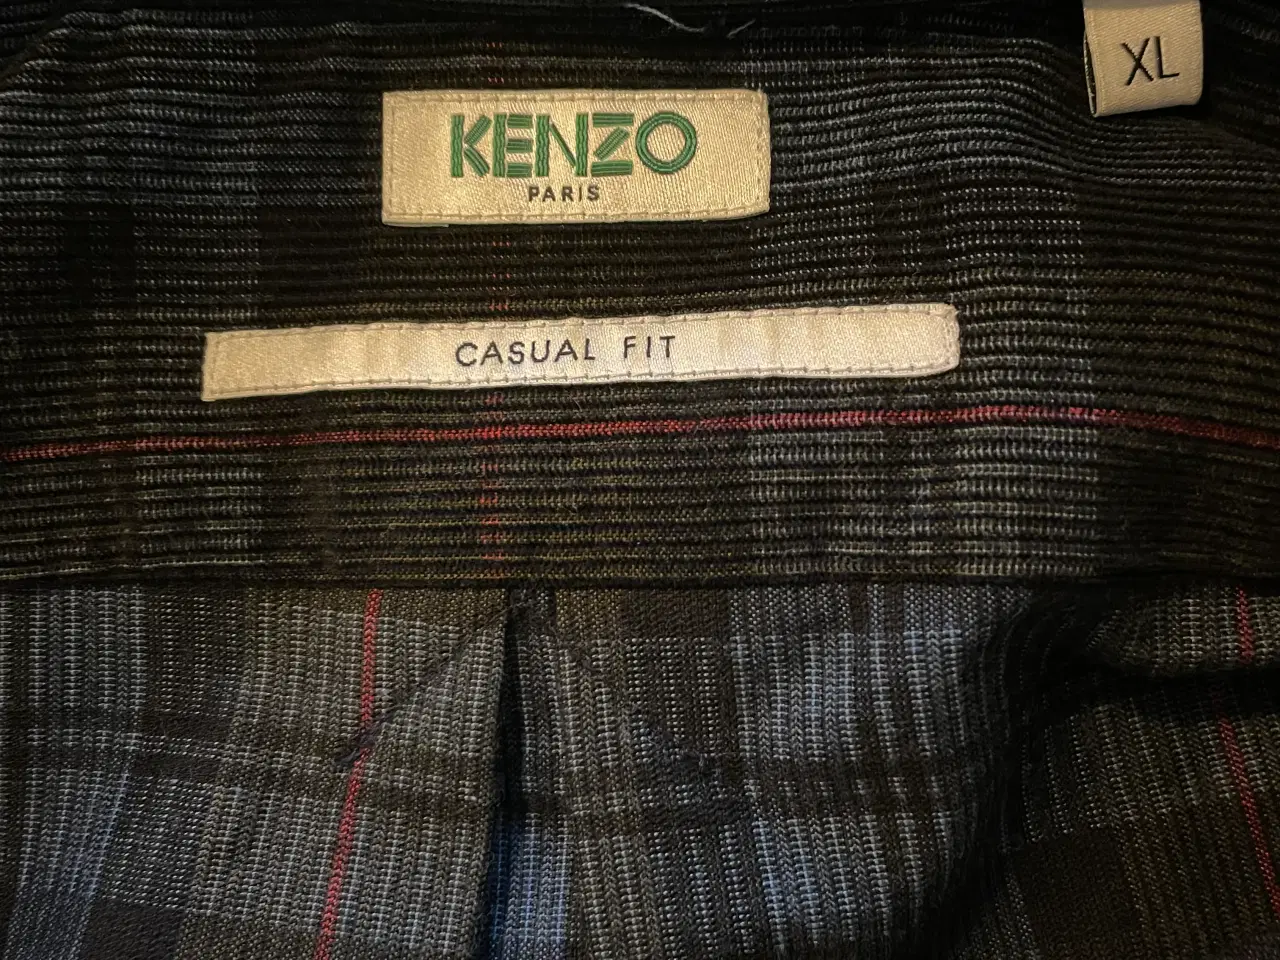 XL
KENZO
PARIS
CASUAL FIT